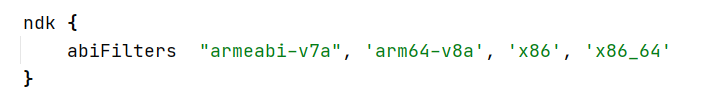 ndk {
    abiFilters  "armeabi-v7a", 'arm64-v8a', 'x86', 'x86_64'
}